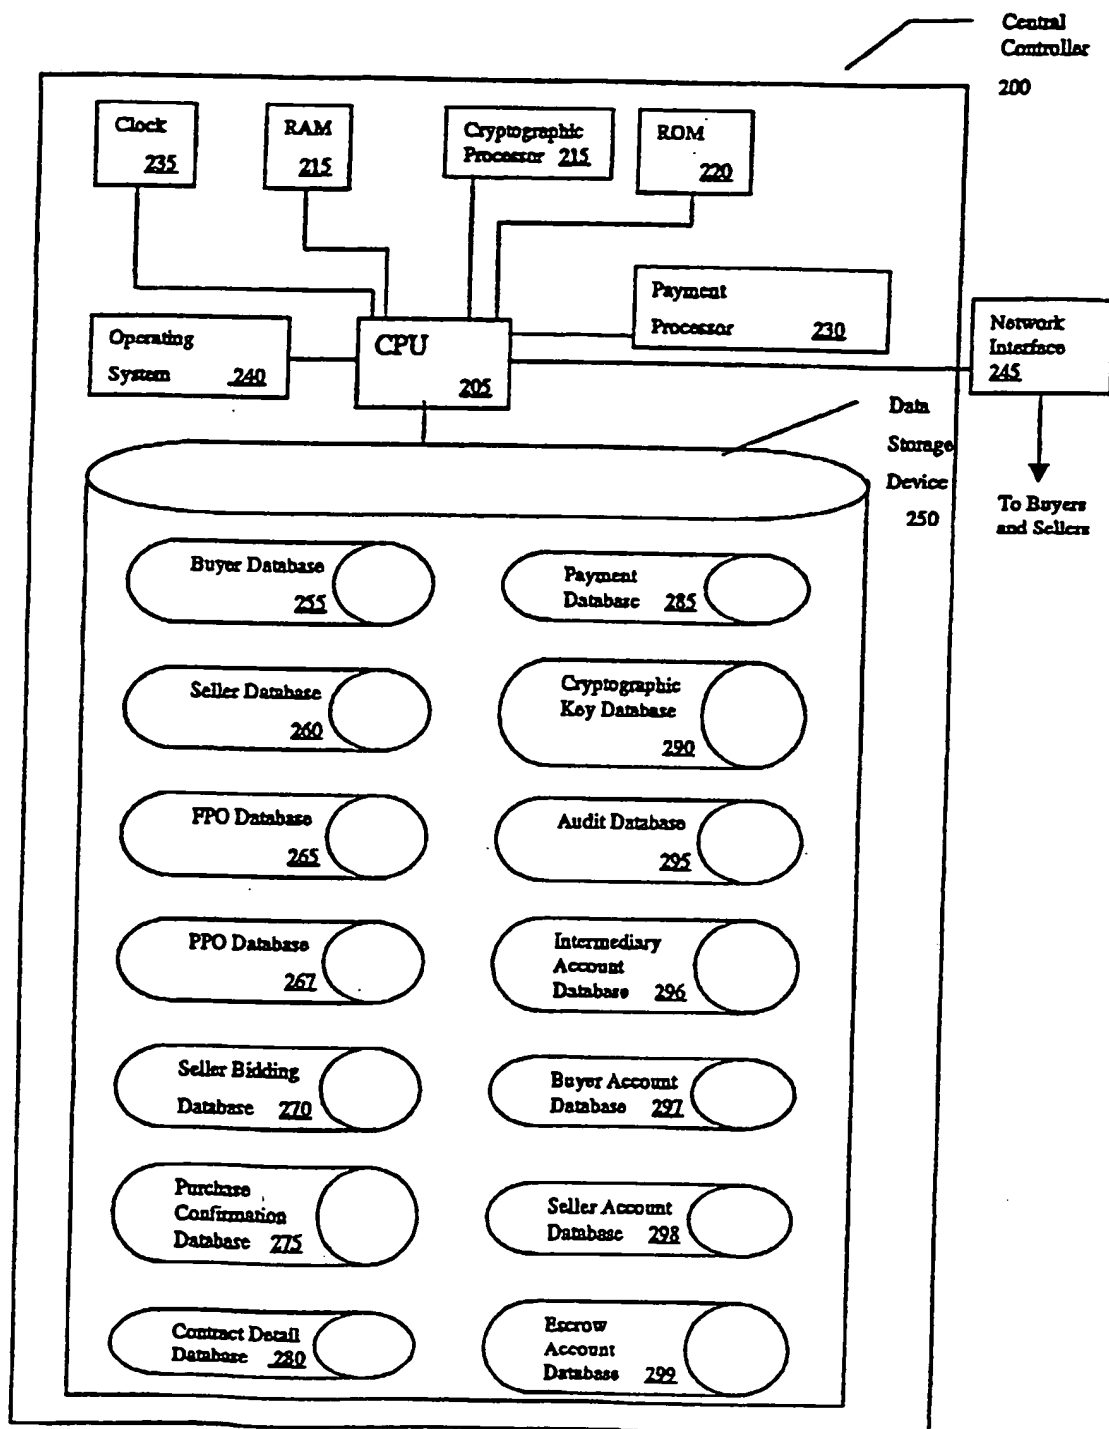 Central
Controller
200
Clock
235
RAM
215
Cryptographic
Processor 215
ROM
220
Payment
Processor 230
Operating
System 240
CPU
205
Network
Interface
245
Data
Storage
Device
250
To Buyers
and Sellers
Buyer Database
255
Payment
Database 285
Seller Database
260
Cryptographic
Key Database
290
FPO Database
265
Audit Database
295
PPO Database
267
Intermediary
Account
Database 296
Seller Bidding
Database 270
Buyer Account
Database 297
Purchase
Confirmation
Database 275
Seller Account
Database 298
Contract Detail
Database 280
Escrow
Account
Database 299